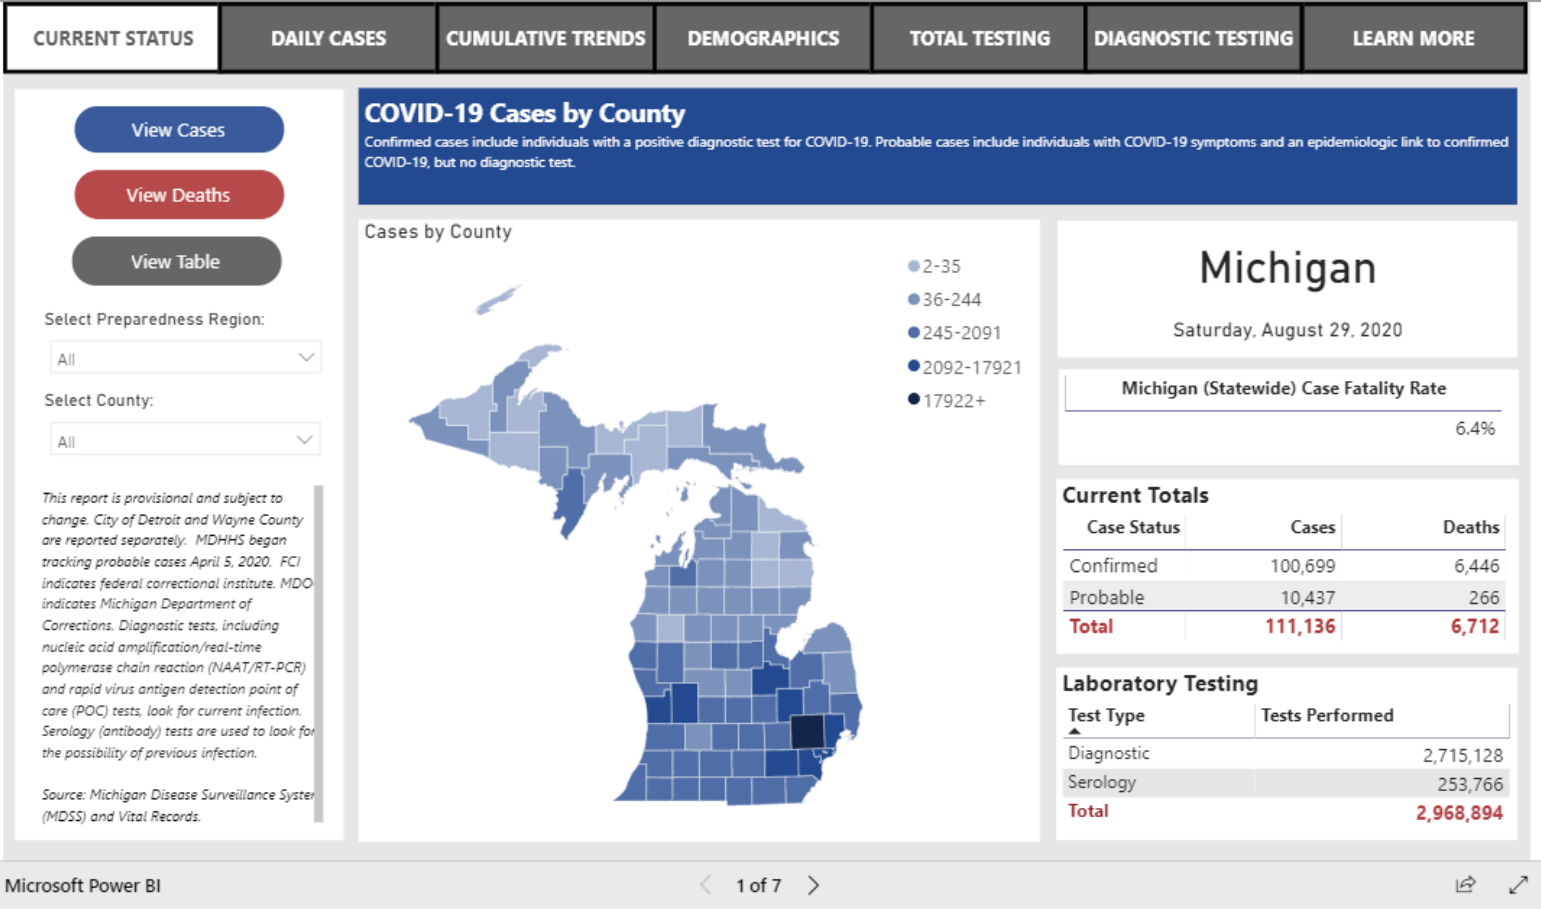 CURRENT STATUS
DAILY CASES
CUMULATIVE TRENDS
DEMOGRAPHICS
TOTAL TESTING
DIAGNOSTIC TESTING
LEARN MORE
View Cases
View Deaths
View Table
Select Preparedness Region:
All
Select County:
All
This report is provisional and subject to
change. City of Detroit and Wayne County
are reported separately. MDHHS began
tracking probable cases April 5, 2020. FCI
indicates federal correctional institute. MDO
indicates Michigan Department of
Corrections. Diagnostic tests, including
nucleic acid amplification/real-time
polymerase chain reaction (NAAT/RT-PCR)
and rapid virus antigen detection point of
care (POC) tests, look for current infection.
Serology (antibody) tests are used to look for
the possibility of previous infection.
Source: Michigan Disease Surveillance System
(MDSS) and Vital Records.
COVID-19 Cases by County
Confirmed cases include individuals with a positive diagnostic test for COVID-19. Probable cases include individuals with COVID-19 symptoms and an epidemiologic link to confirmed
COVID-19, but no diagnostic test.
Cases by County
2-35
36-244
245-2091
2092-17921
17922+
Michigan
Saturday, August 29, 2020
Michigan (Statewide) Case Fatality Rate
6.4%
Current Totals
Case Status Cases Deaths
Confirmed 100,699 6,446
Probable 10,437 266
Total 111,136 6,712
Laboratory Testing
Test Type Tests Performed
Diagnostic 2,715,128
Serology 253,766
Total 2,968,894
Microsoft Power BI
1 of 7